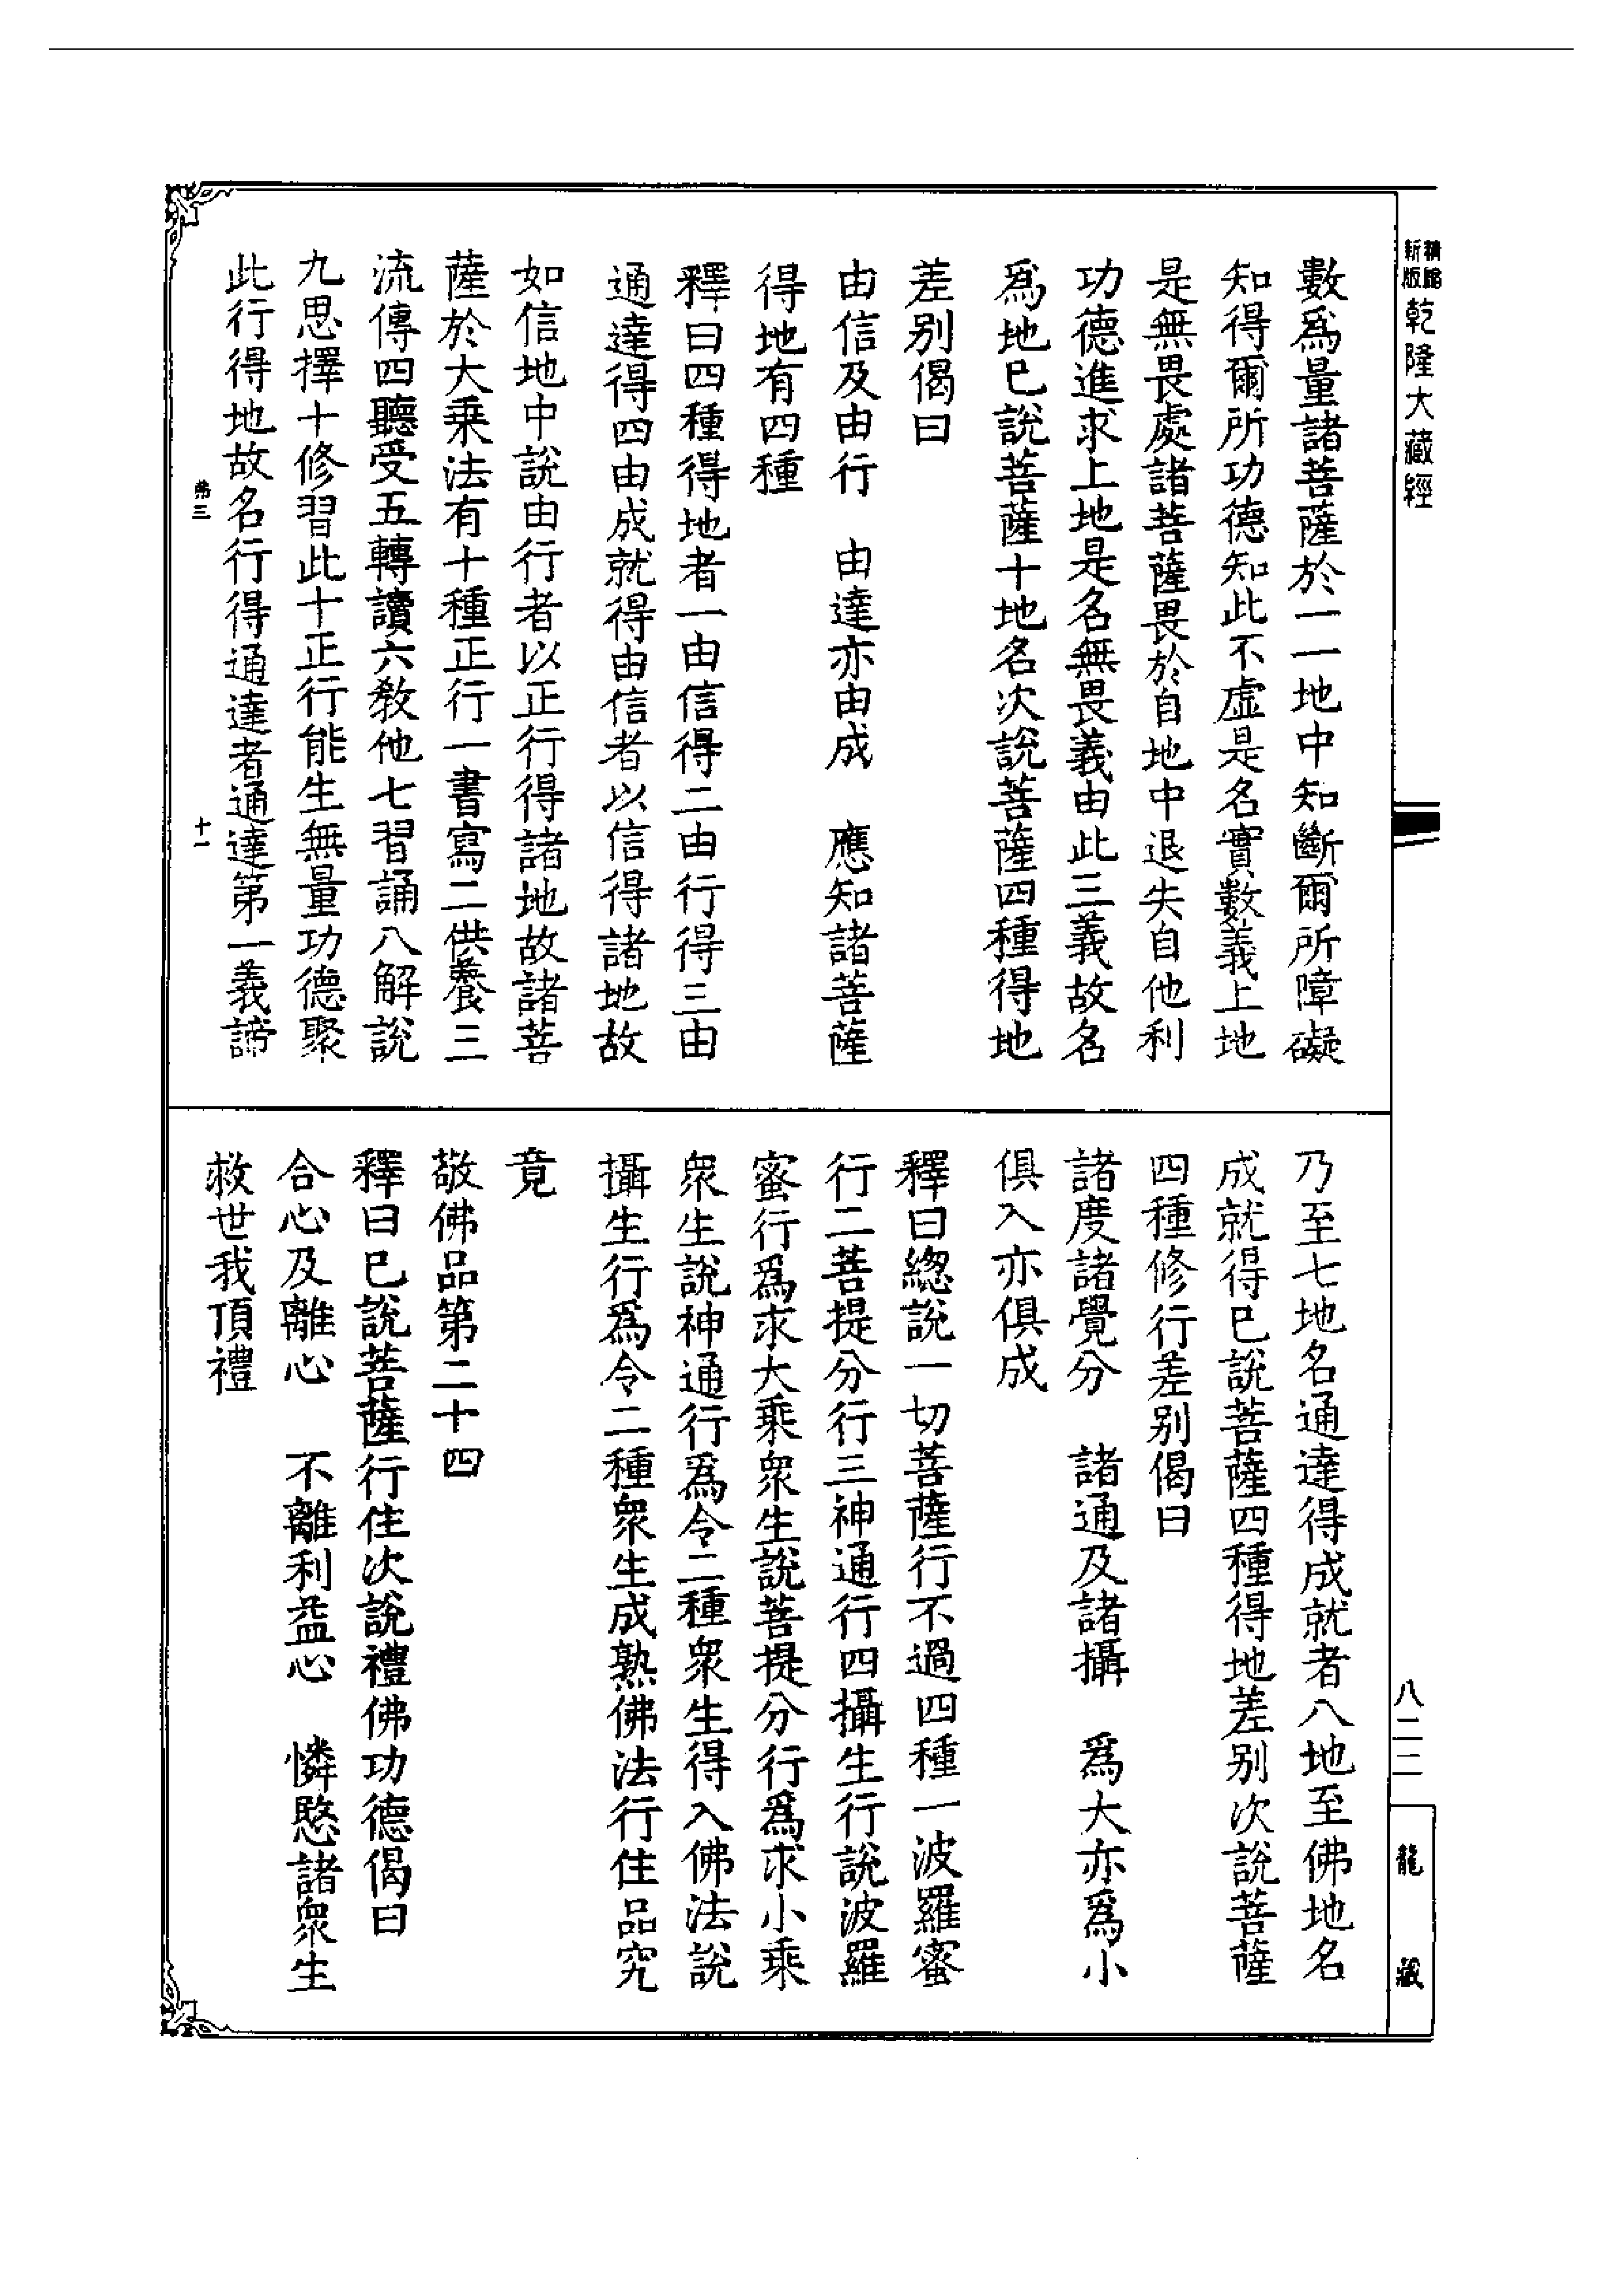 精縮新版乾隆大藏經
數爲量諸菩薩於一一地中知斷爾所障礙
知得爾所功德知此不虛是名實數義上地
是無畏處諸菩薩畏於自地中退失自他利
功德進求上地是名無畏義由此三義故名
爲地已說菩薩十地名次說菩薩四種得地
差別偈曰
由信及由行　由達亦由成　應知諸菩薩
得地有四種
釋曰四種得地者一由信得二由行得三由
通達得四由成就得由信者以信得諸地故
如信地中說由行者以正行得諸地故諸菩
薩於大乘法有十種正行一書寫二供養三
流傳四聽受五轉讀六教他七習誦八解說
九思擇十修習此十正行能生無量功德聚
此行得地故名行得通達者通達第一義諦
弗三　十一
乃至七地名通達得成就者八地至佛地名
成就得已說菩薩四種得地差別次說菩薩
四種修行差別偈曰
諸度諸覺分　諸通及諸攝　爲大亦爲小
俱入亦俱成
釋曰總說一切菩薩行不過四種一波羅蜜
行二菩提分行三神通行四攝生行說波羅
蜜行爲求大乘衆生說菩提分行爲求小乘
衆生說神通行爲令二種衆生得入佛法說
攝生行爲令二種衆生成熟佛法行住品究
竟
敬佛品第二十四
釋曰已說菩薩行住次說禮佛功德偈曰
合心及離心　不離利益心　憐愍諸衆生
救世我頂禮
八二二
龍藏